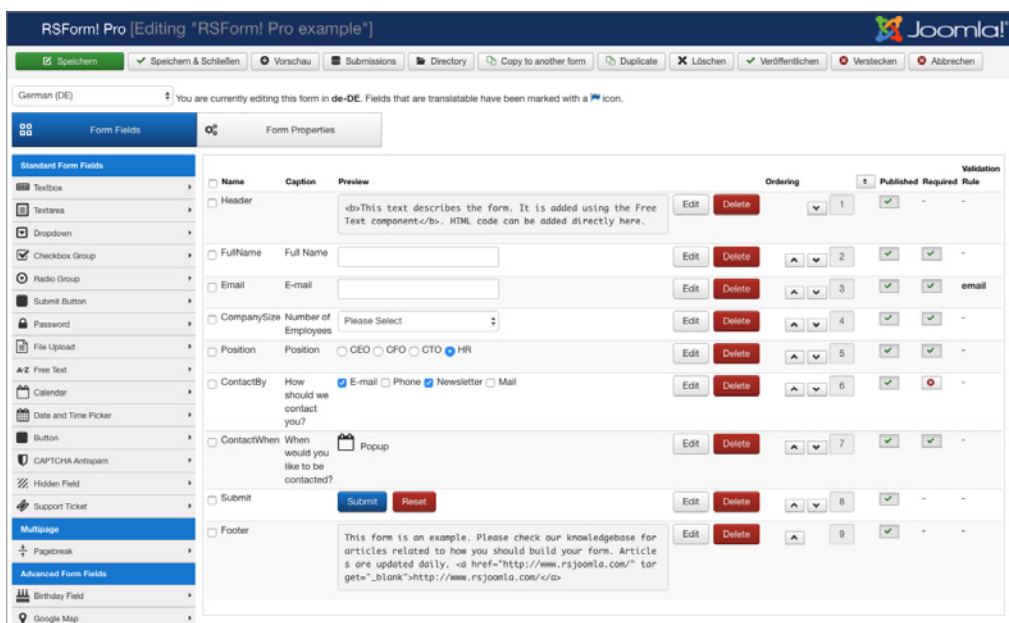 RSForm! Pro [Editing "RSForm! Pro example"]
Joomla!
Speichern
Speichern & Schließen
Vorschau
Submissions
Directory
Copy to another form
Duplicate
Löschen
Veröffentlichen
Verstecken
Abbrechen
German (DE)
You are currently editing this form in de-DE. Fields that are translatable have been marked with a icon.
Form Fields
Form Properties
Standard Form Fields
Textbox
Textarea
Dropdown
Checkbox Group
Radio Group
Submit Button
Password
File Upload
A-Z Free Text
Calendar
Date and Time Picker
Button
CAPTCHA Antispam
Hidden Field
Support Ticket
Multipage
Pagebreak
Advanced Form Fields
Birthday Field
Google Map
Name
Caption
Preview
Ordering
Published
Required
Validation
Rule
Header
<b>This text describes the form. It is added using the Free
Text component</b>. HTML code can be added directly here.
Edit
Delete
1
-
-
FullName
Full Name
Edit
Delete
2
-
Email
E-mail
Edit
Delete
3
email
CompanySize
Number of
Employees
Please Select
Edit
Delete
4
-
Position
Position
CEO
CFO
CTO
HR
Edit
Delete
5
-
ContactBy
How
should we
contact
you?
E-mail
Phone
Newsletter
Mail
Edit
Delete
6
-
ContactWhen
When
would you
like to be
contacted?
Popup
Edit
Delete
7
-
Submit
Submit
Reset
Edit
Delete
8
-
-
Footer
This form is an example. Please check our knowledgebase for
articles related to how you should build your form. Article
s are updated daily. <a href="http://www.rsjoomla.com/" tar
get="_blank">http://www.rsjoomla.com/</a>
Edit
Delete
9
-
-